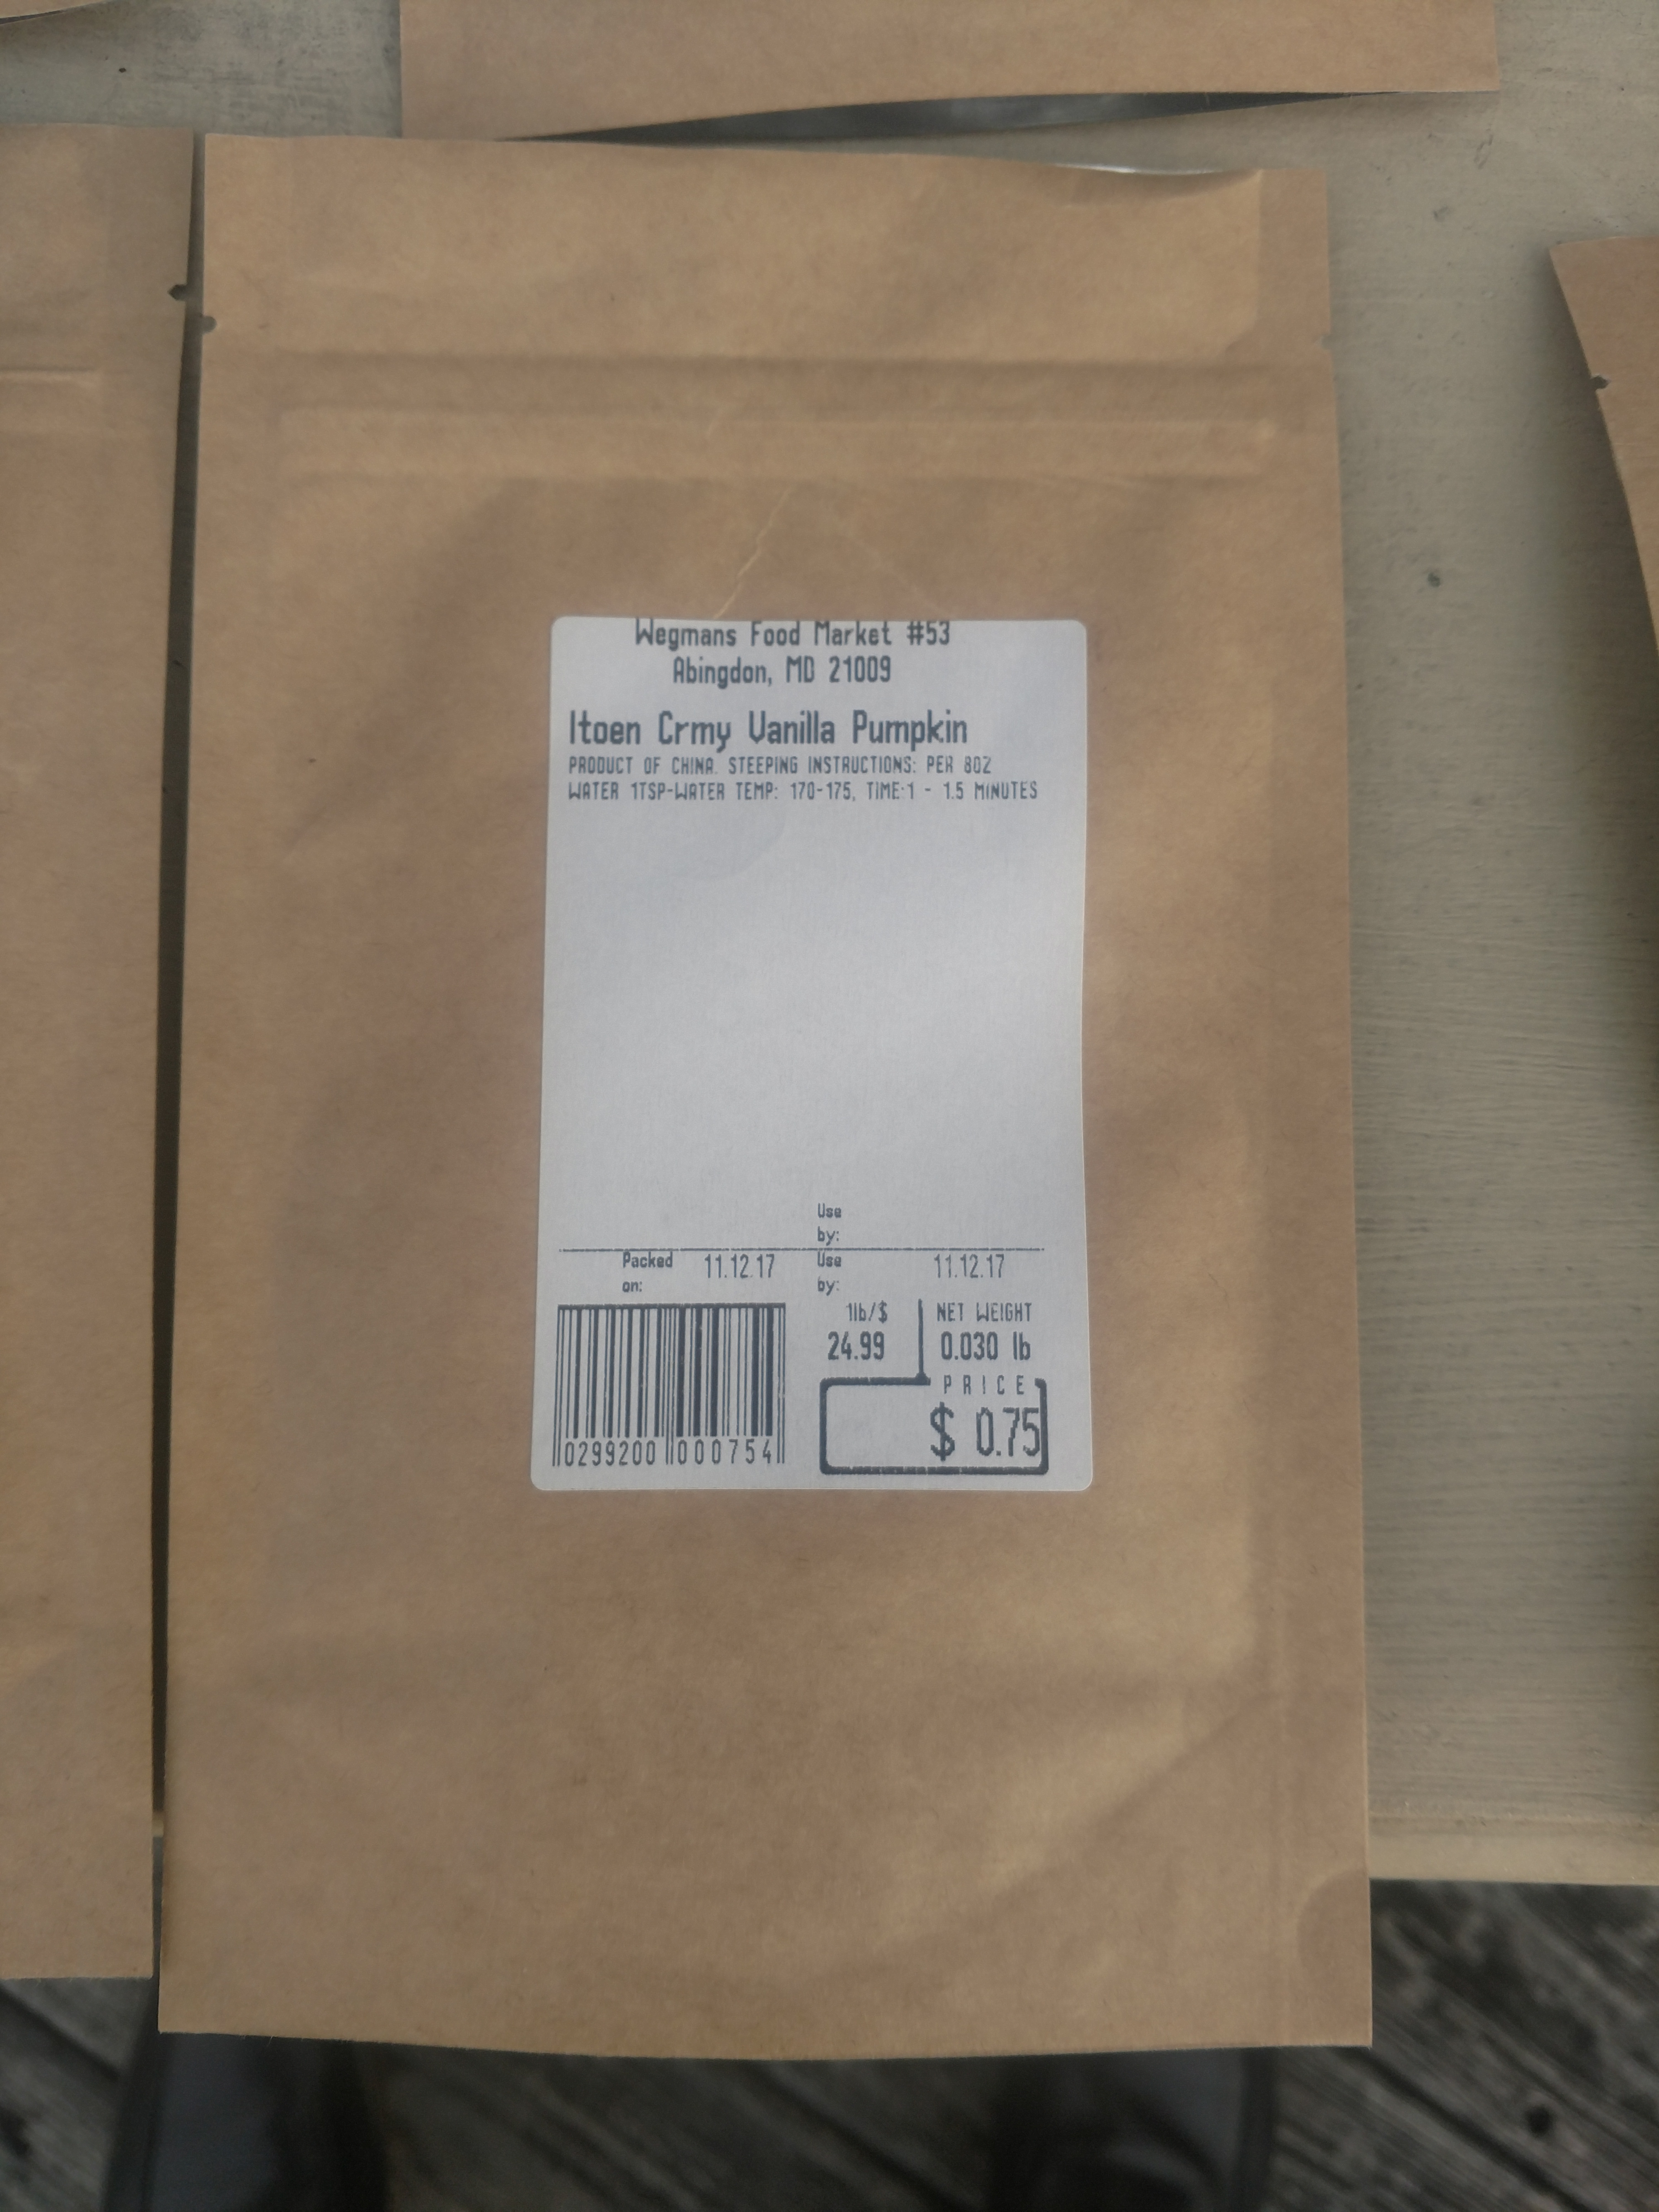 Wegmans Food Market #53
Abingdon, MD 21009
Itoen Crmy Vanilla Pumpkin
PRODUCT OF CHINA. STEEPING INSTRUCTIONS: PER 8OZ
WATER 1TSP-WATER TEMP: 170-175, TIME:1 - 1.5 MINUTES
Use
by:
Packed on: 11.12.17 Use by: 11.12.17
1lb/$ NET WEIGHT
24.99 0.030 lb
PRICE
$ 0.75
0299200 000754